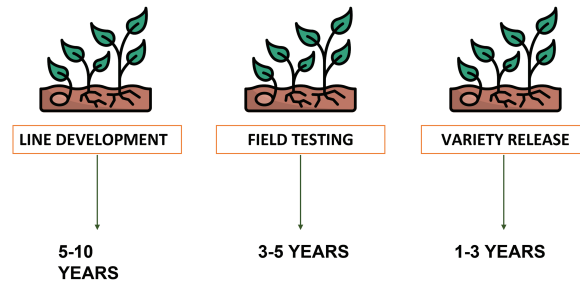 LINE DEVELOPMENT
FIELD TESTING
VARIETY RELEASE
5-10
YEARS
3-5 YEARS
1-3 YEARS